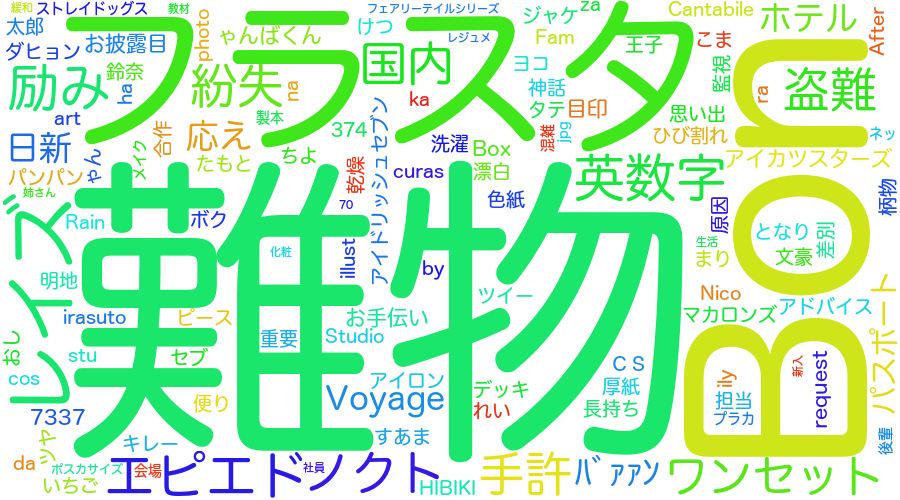 緩和
ストレイドッグス
教材
フェアリーテイルシリーズ
ジャケ
za
Cantabile
ホテル
After
太郎
photo
ゃんばくん
けつ
レジュメ
Fam
王子
こま
ダヒョン
お披露目
フラスタ
国内
ヨコ
監視
励み
鈴奈
ha
紛失
na
神話
ra
盗難
art
製本
374
ka
タテ
目印
思い出
日新
ゃん
メイク
合作
応え
洗濯
Box
混雑
jpg
ひび割れ
ネッ
パンパン
たもと
ちよ
乾燥
アイドリッシュセブン
curas
漂白
英数字
アイカツスターズ
姉さん
レイズ
Rain
ボク
70
色紙
原因
柄物
難物
Bon
u
となり
差別
生活
まり
文豪
化粧
illust
by
明地
irasuto
ピース
重要
お手伝い
Studio
ツイー
Nico
マカロンズ
アドバイス
おし
stu
セブ
cos
アイロン
デッキ
ＣＳ
厚紙
長持ち
新入
ily
担当
プラカ
request
パスポート
7337
便り
Voyage
れい
すあま
後輩
キレー
ツヤ
da
ポスカサイズ
会場
いちご
エピエド
社員
ノクト
HIBIKI
手許
ﾊﾞｧｧﾝ
ワンセット